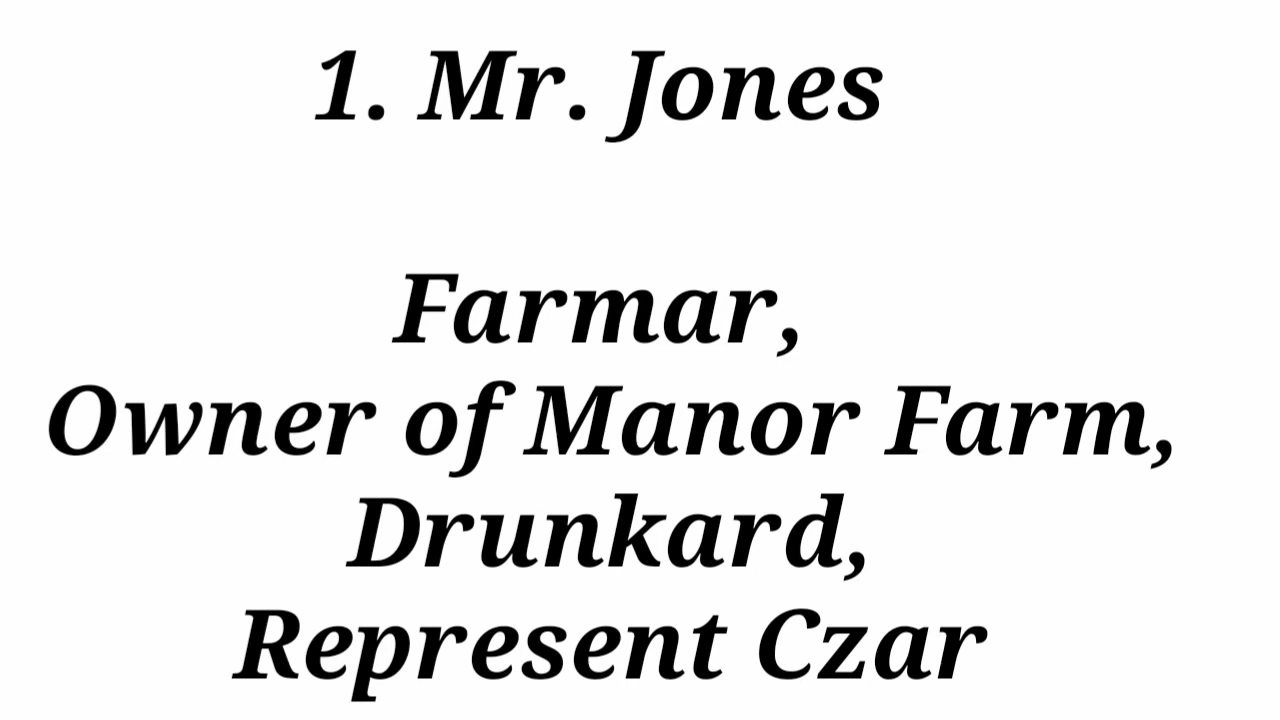 1. Mr. Jones
Farmar,
Owner of Manor Farm,
Drunkard,
Represent Czar